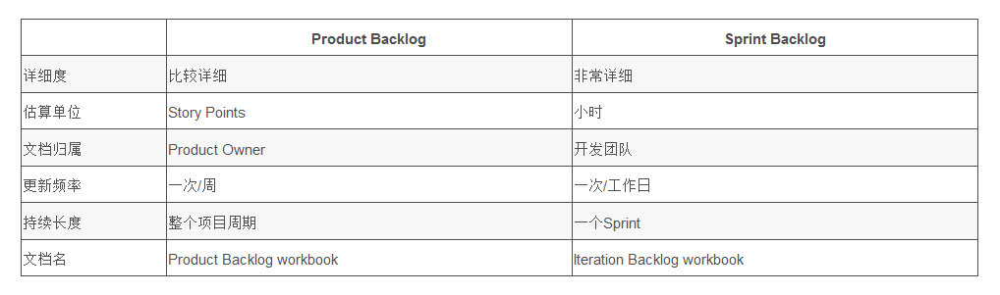 Product Backlog Sprint Backlog
详细度 比较详细 非常详细
估算单位 Story Points 小时
文档归属 Product Owner 开发团队
更新频率 一次/周 一次/工作日
持续长度 整个项目周期 一个Sprint
文档名 Product Backlog workbook Iteration Backlog workbook